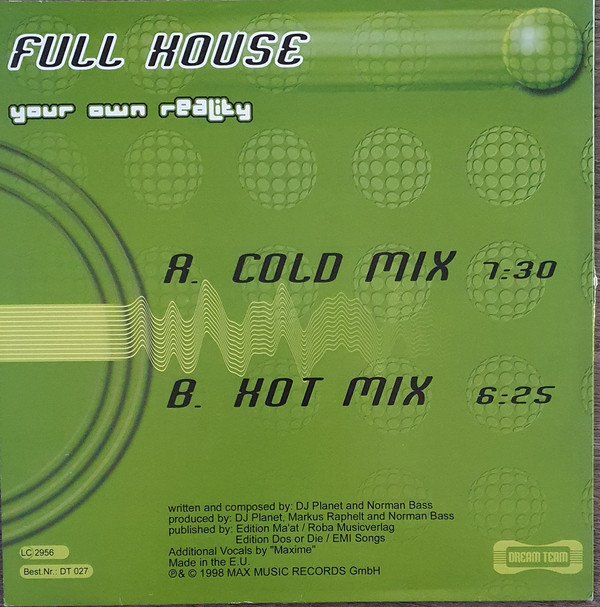 FULL HOUSE
your own reality
A. COLD MIX 7:30
B. HOT MIX 6:25
written and composed by: DJ Planet and Norman Bass
produced by: DJ Planet, Markus Raphelt and Norman Bass
published by: Edition Ma'at / Roba Musicverlag
Edition Dos or Die / EMI Songs
Additional Vocals by "Maxime"
Made in the E.U.
℗& © 1998 MAX MUSIC RECORDS GmbH
LC 2956
Best.Nr.: DT 027
DREAM TEAM